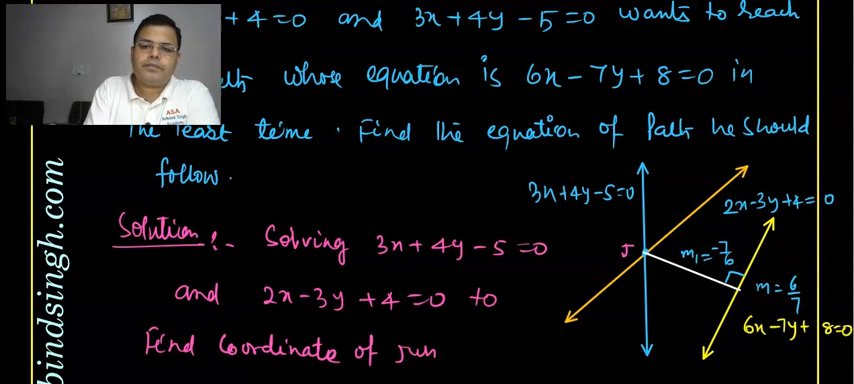 + 4 = 0 and 3x + 4y - 5 = 0 wants to reach
whose equation is 6x - 7y + 8 = 0 in
The least time. Find the equation of Path he should
follow.
Solution :- Solving 3x + 4y - 5 = 0
and 2x - 3y + 4 = 0 to
Find coordinate of jun
3x + 4y - 5 = 0
2x - 3y + 4 = 0
J
m₁ = -7/6
m = 6/7
6x - 7y + 8 = 0
ASA
bindsingh.com